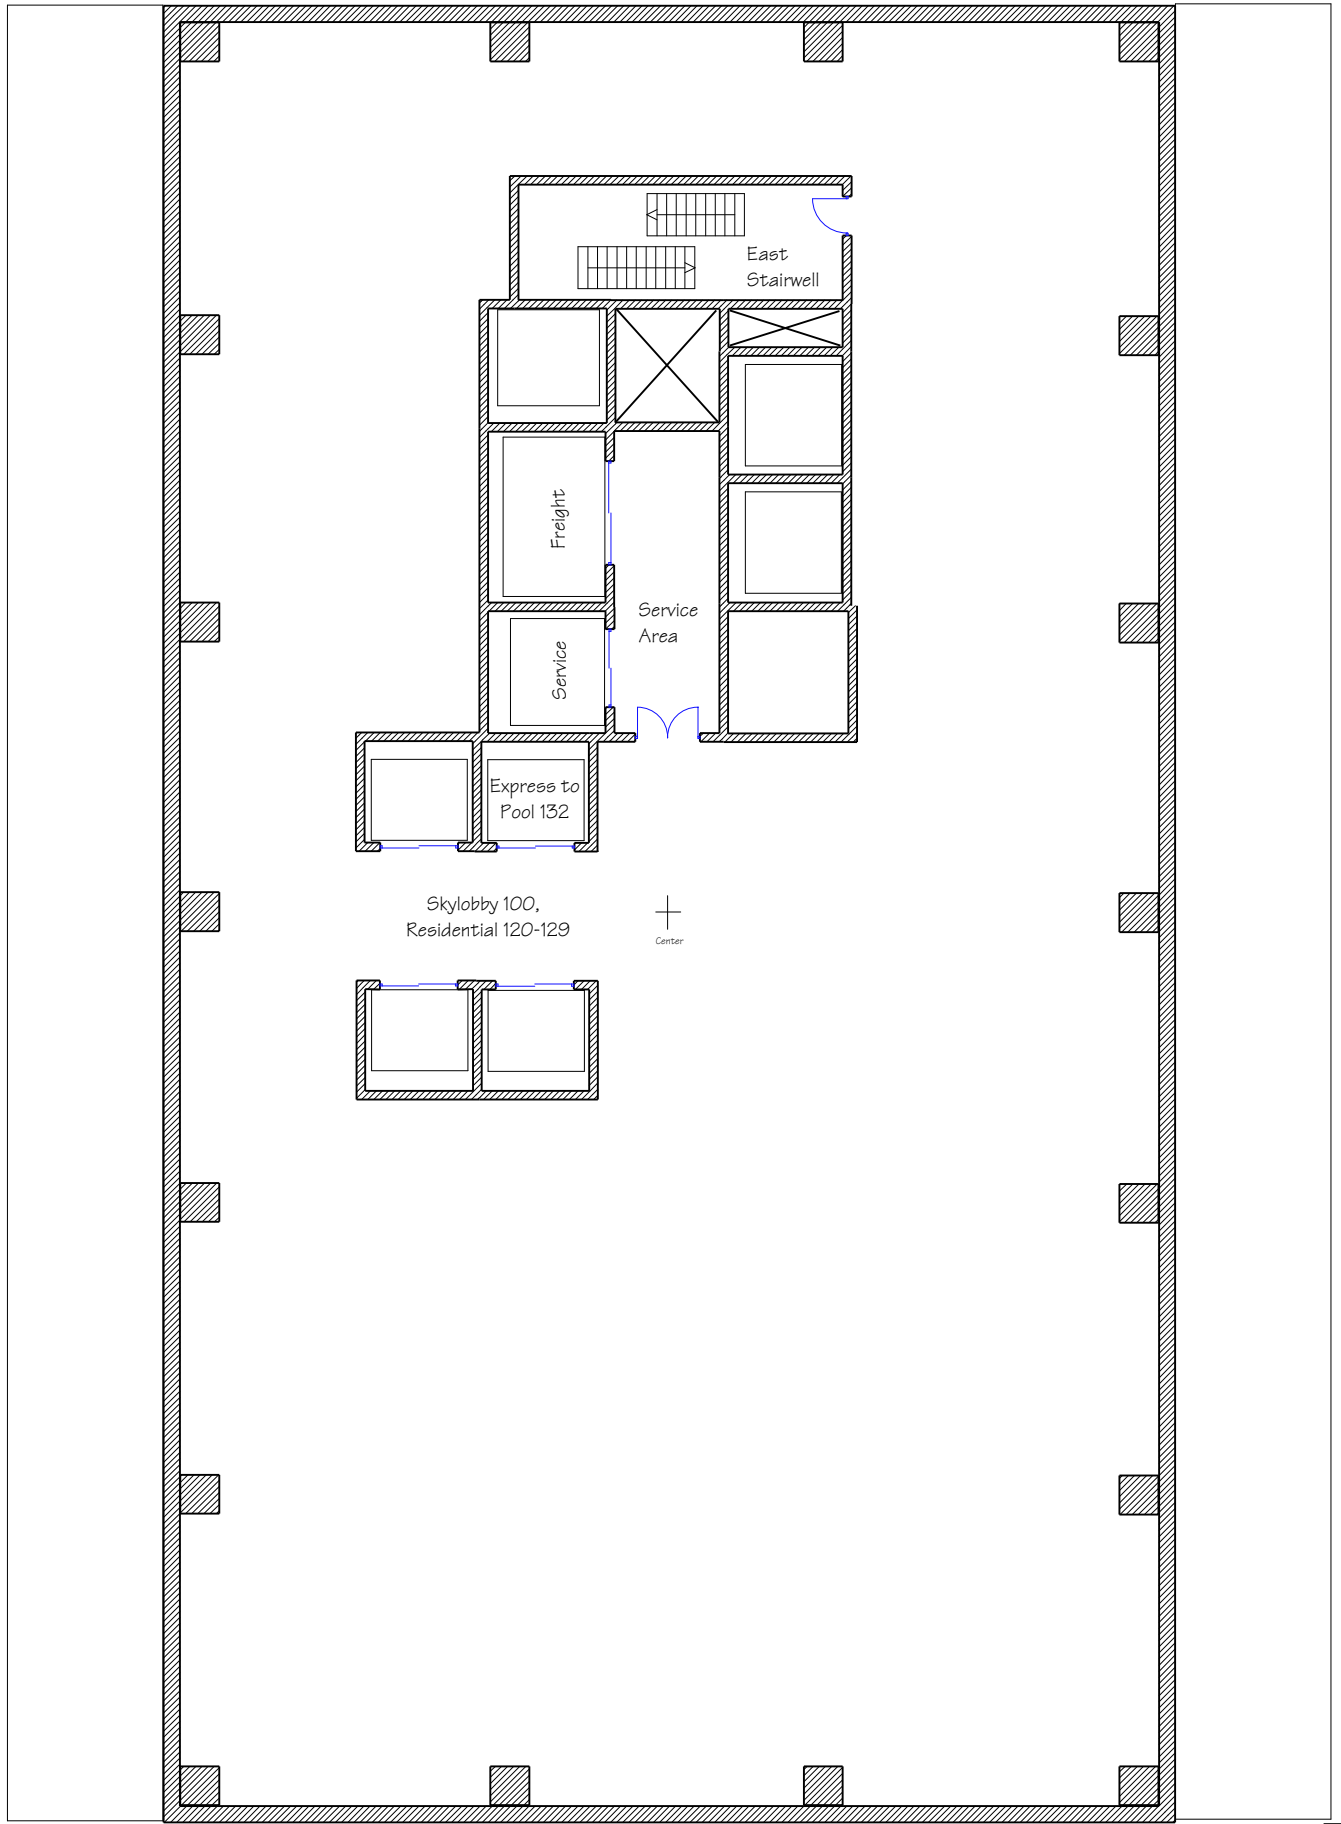 East
Stairwell
Freight
Service
Area
Service
Express to
Pool 132
Skylobby 100,
Residential 120-129
Center